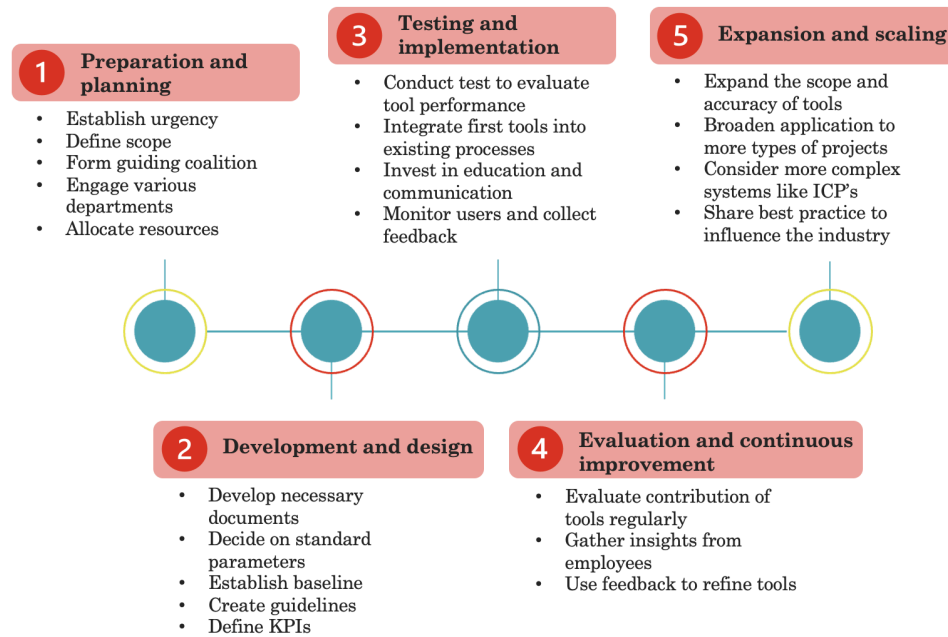 1
Preparation and
planning
• Establish urgency
• Define scope
• Form guiding coalition
• Engage various
departments
• Allocate resources
2
Development and design
• Develop necessary
documents
• Decide on standard
parameters
• Establish baseline
• Create guidelines
• Define KPIs
3
Testing and
implementation
• Conduct test to evaluate
tool performance
• Integrate first tools into
existing processes
• Invest in education and
communication
• Monitor users and collect
feedback
4
Evaluation and continuous
improvement
• Evaluate contribution of
tools regularly
• Gather insights from
employees
• Use feedback to refine tools
5
Expansion and scaling
• Expand the scope and
accuracy of tools
• Broaden application to
more types of projects
• Consider more complex
systems like ICP’s
• Share best practice to
influence the industry